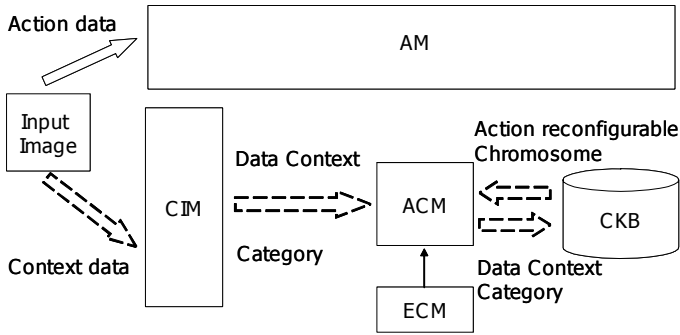 Action data
AM
Input
Image
Action reconfigurable
Chromosome
Data Context
CIM
ACM
CKB
Category
Context data
Data Context
Category
ECM